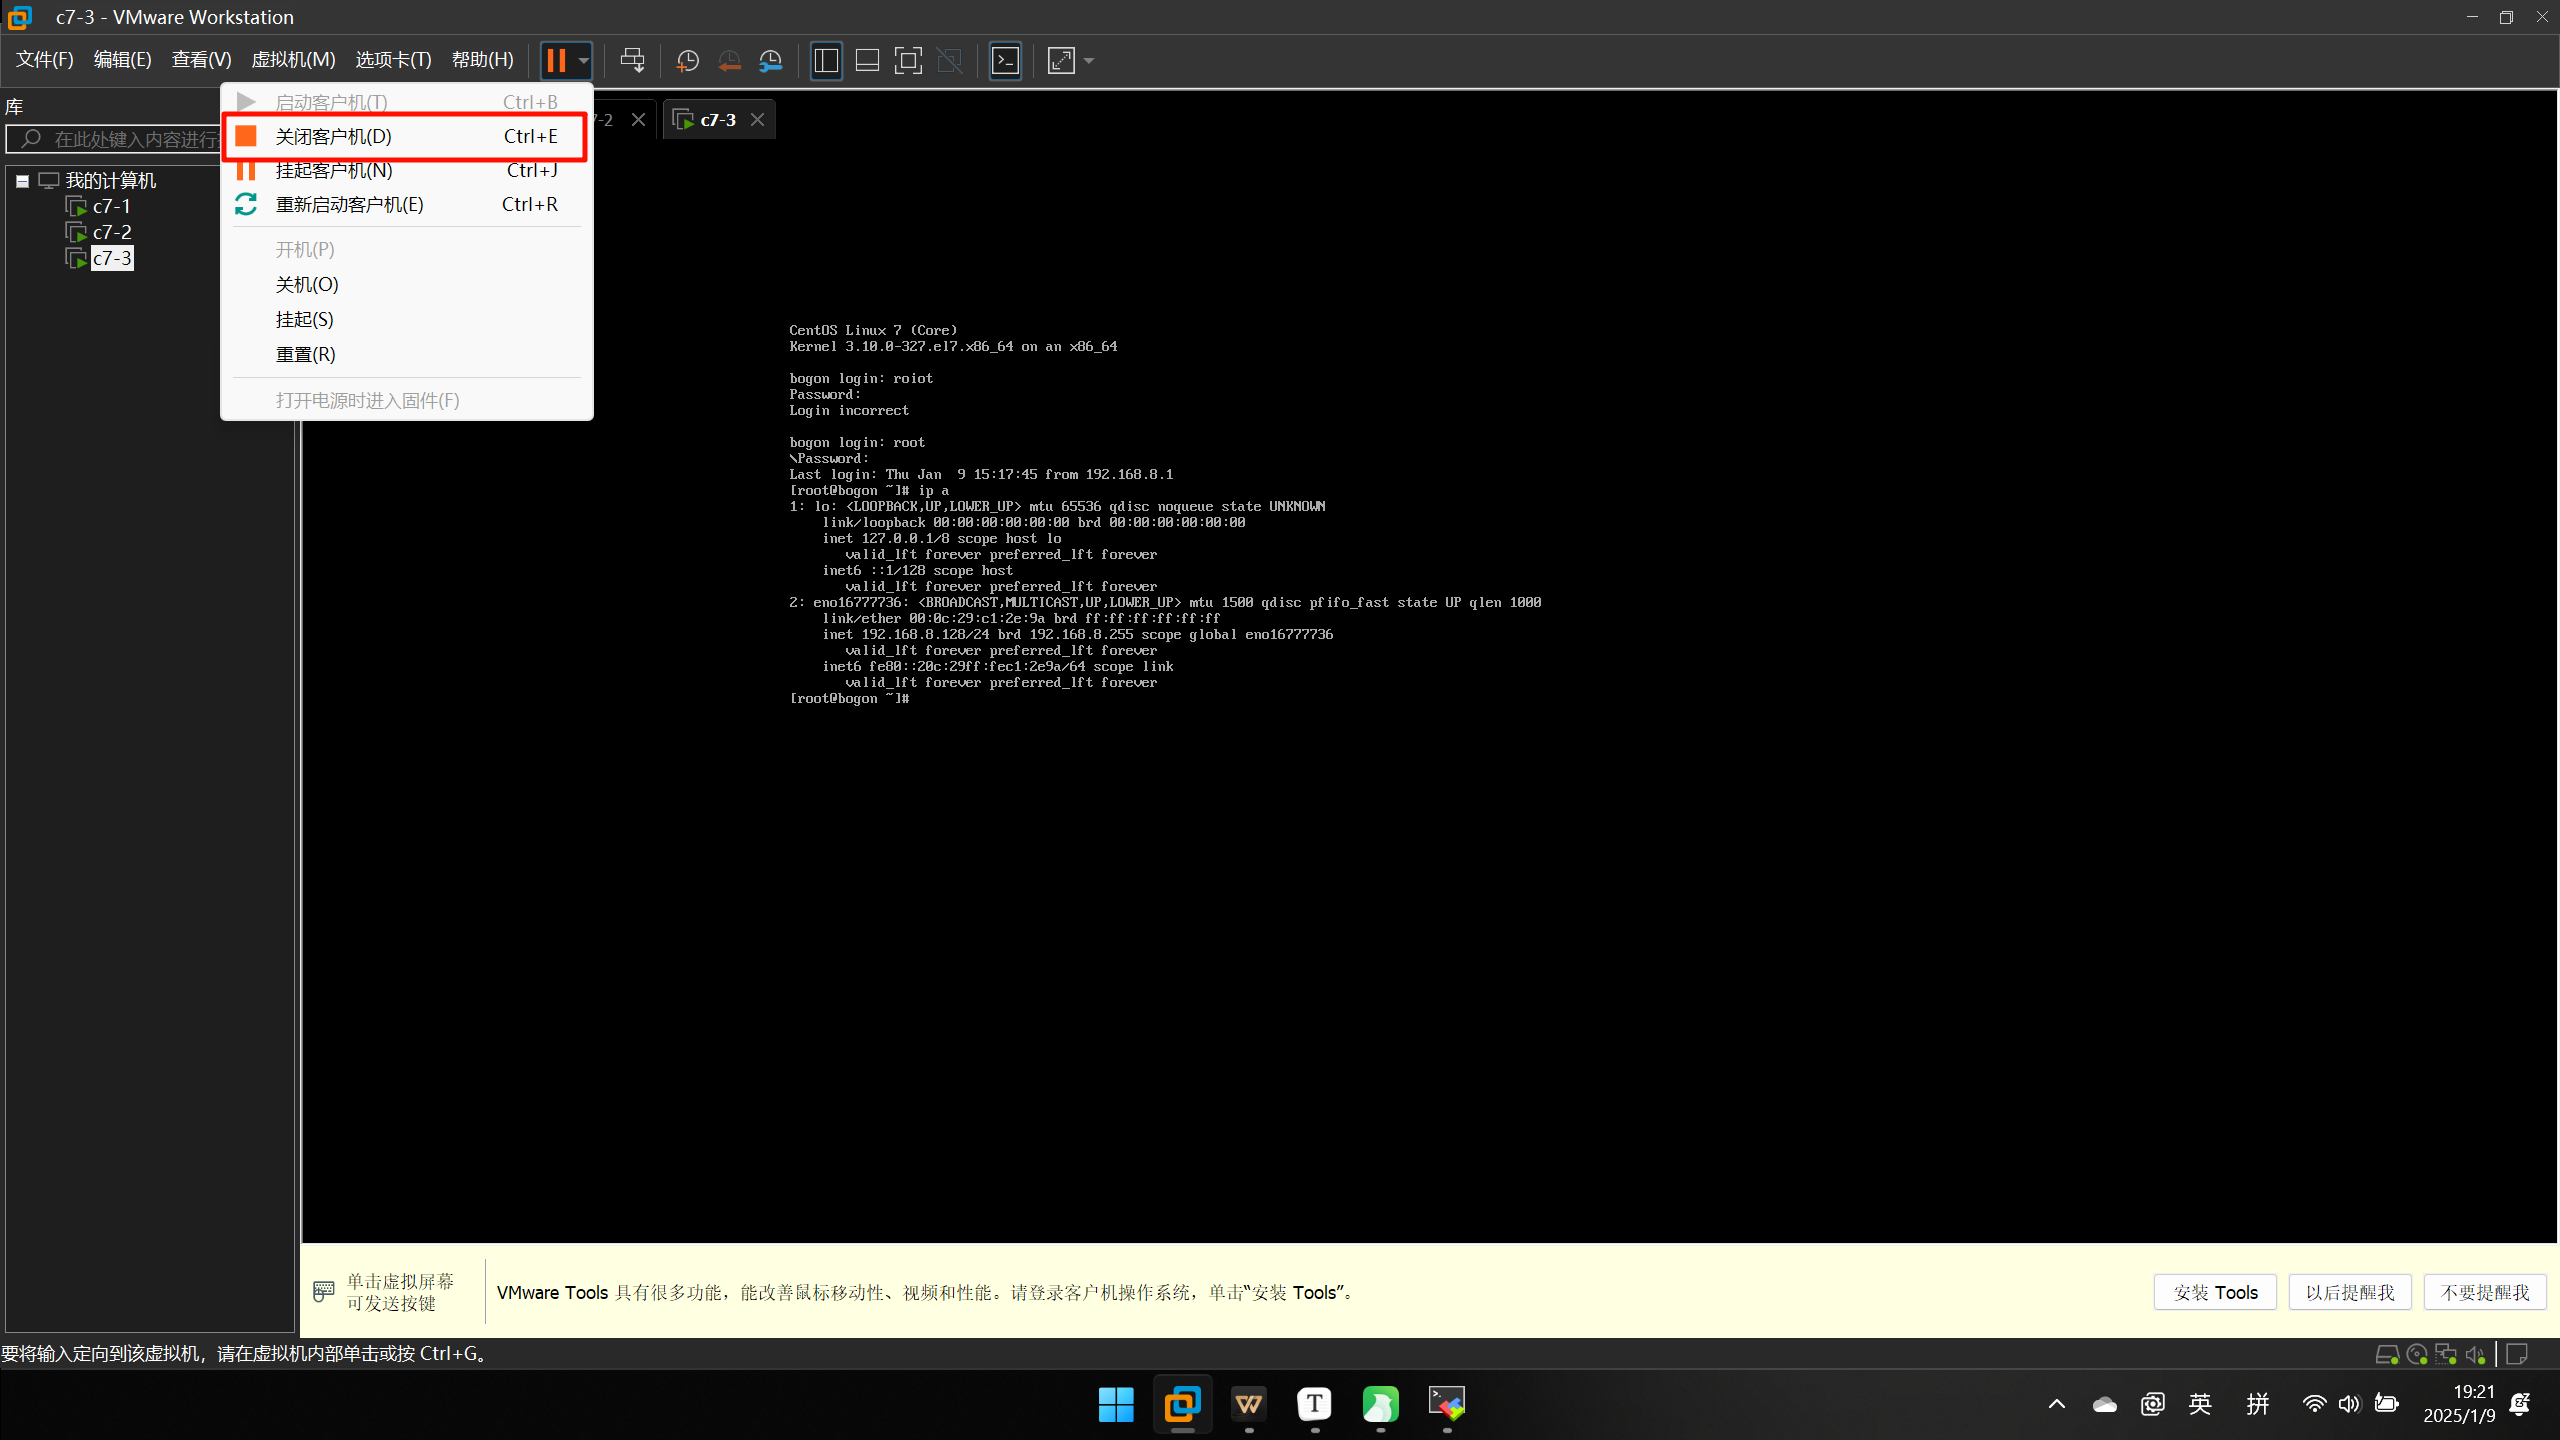 c7-3 - VMware Workstation
文件(F) 编辑(E) 查看(V) 虚拟机(M) 选项卡(T) 帮助(H)
库
在此处键入内容进行
我的计算机
c7-1
c7-2
c7-3
启动客户机(T) Ctrl+B
关闭客户机(D) Ctrl+E
挂起客户机(N) Ctrl+J
重新启动客户机(E) Ctrl+R
开机(P)
关机(O)
挂起(S)
重置(R)
打开电源时进入固件(F)
-2
c7-3
CentOS Linux 7 (Core)
Kernel 3.10.0-327.el7.x86_64 on an x86_64
bogon login: roiot
Password:
Login incorrect
bogon login: root
\Password:
Last login: Thu Jan  9 15:17:45 from 192.168.8.1
[root@bogon ~]# ip a
1: lo: <LOOPBACK,UP,LOWER_UP> mtu 65536 qdisc noqueue state UNKNOWN
link/loopback 00:00:00:00:00:00 brd 00:00:00:00:00:00
inet 127.0.0.1/8 scope host lo
valid_lft forever preferred_lft forever
inet6 ::1/128 scope host
valid_lft forever preferred_lft forever
2: eno16777736: <BROADCAST,MULTICAST,UP,LOWER_UP> mtu 1500 qdisc pfifo_fast state UP qlen 1000
link/ether 00:0c:29:c1:2e:9a brd ff:ff:ff:ff:ff:ff
inet 192.168.8.128/24 brd 192.168.8.255 scope global eno16777736
valid_lft forever preferred_lft forever
inet6 fe80::20c:29ff:fec1:2e9a/64 scope link
valid_lft forever preferred_lft forever
[root@bogon ~]#
单击虚拟屏幕
可发送按键
VMware Tools 具有很多功能，能改善鼠标移动性、视频和性能。请登录客户机操作系统，单击“安装 Tools”。
安装 Tools 以后提醒我 不要提醒我
要将输入定向到该虚拟机，请在虚拟机内部单击或按 Ctrl+G。
英 拼
19:21
2025/1/9